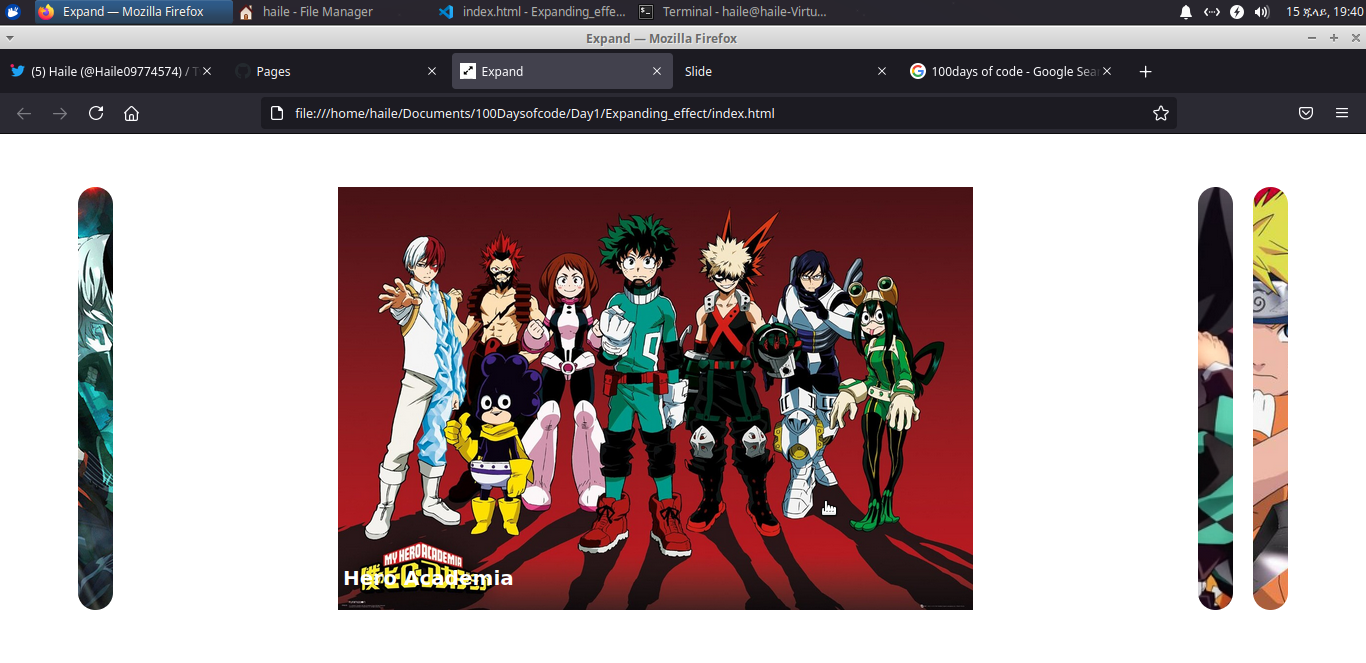 Expand — Mozilla Firefox
haile - File Manager
index.html - Expanding_effe...
Terminal - haile@haile-Virtu...
15 ጁላይ, 19:40
Expand — Mozilla Firefox
(5) Haile (@Haile09774574) / T
Pages
Expand
Slide
100days of code - Google Sea
file:///home/haile/Documents/100Daysofcode/Day1/Expanding_effect/index.html
MY HERO ACADEMIA
Hero Academia